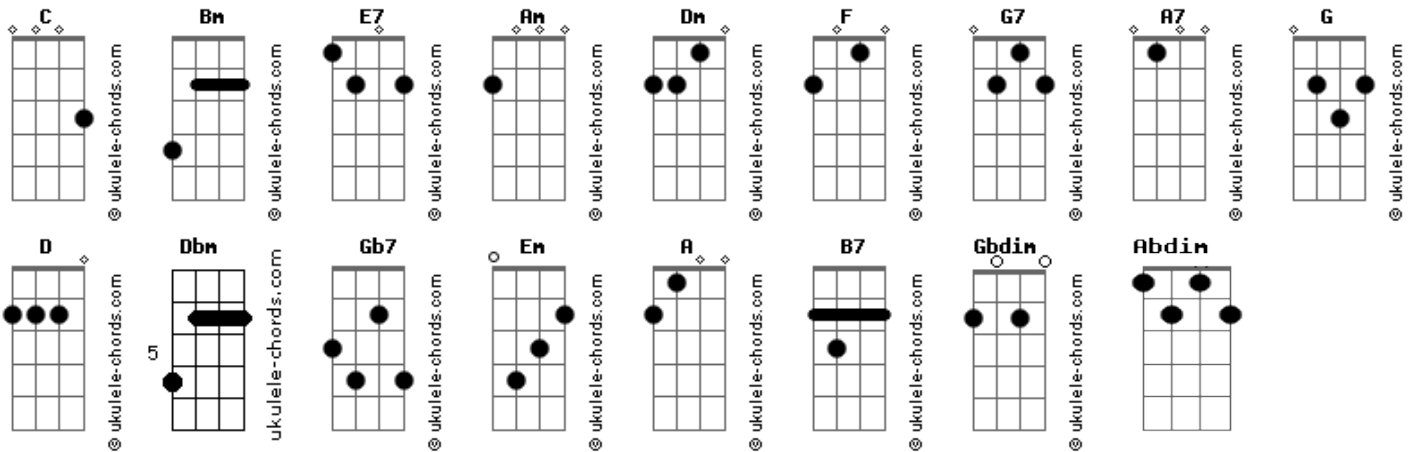 C Bm E7 Am Dm F G7 A7 G
© ukulele-chords.com © ukulele-chords.com © ukulele-chords.com © ukulele-chords.com © ukulele-chords.com © ukulele-chords.com © ukulele-chords.com © ukulele-chords.com © ukulele-chords.com
D Dbm Gb7 Em A B7 Gbdim Abdim
5
© ukulele-chords.com ukulele-chords.com © ukulele-chords.com © ukulele-chords.com © ukulele-chords.com © ukulele-chords.com © ukulele-chords.com